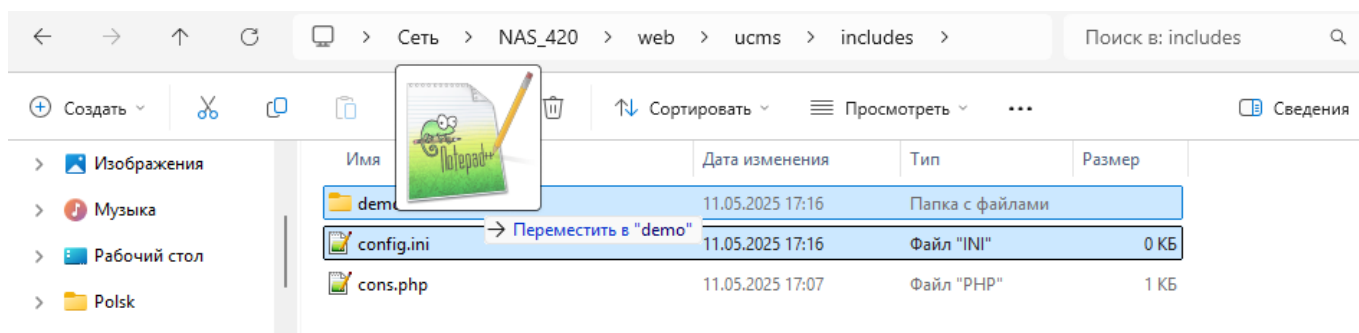 Сеть > NAS_420 > web > ucms > includes > Поиск в: includes
Создать Сортировать Просмотреть ... Сведения
Имя Дата изменения Тип Размер
Изображения
Музыка
Рабочий стол
Polsk
Notepad++
demo 11.05.2025 17:16 Папка с файлами
→ Переместить в "demo"
config.ini 11.05.2025 17:16 Файл "INI" 0 КБ
cons.php 11.05.2025 17:07 Файл "PHP" 1 КБ